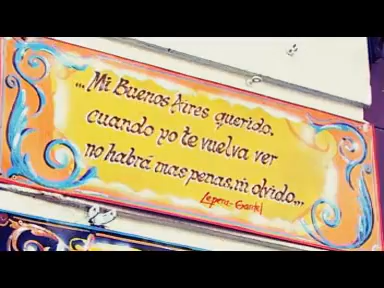 ...Mi Buenos Aires querido.
cuando yo te vuelva ver
no habrá mas penas, ni olvido...
Lepera-Gardel